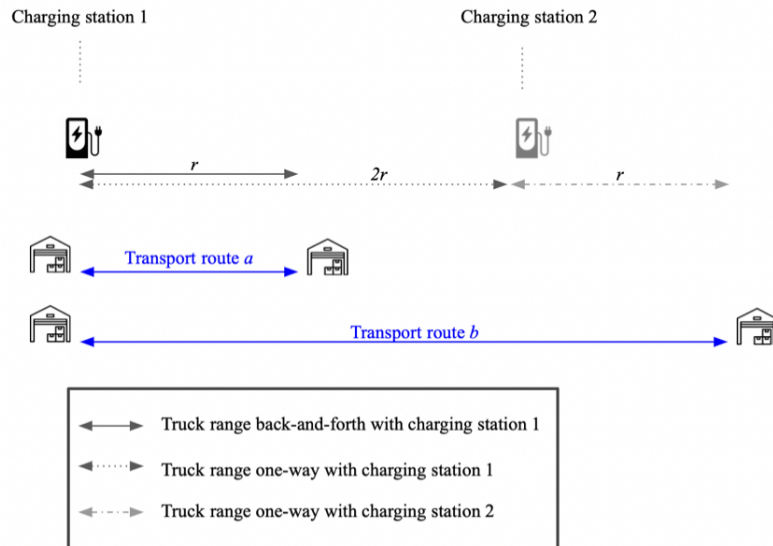 Charging station 1
Charging station 2
r
2r
r
Transport route a
Transport route b
Truck range back-and-forth with charging station 1
Truck range one-way with charging station 1
Truck range one-way with charging station 2